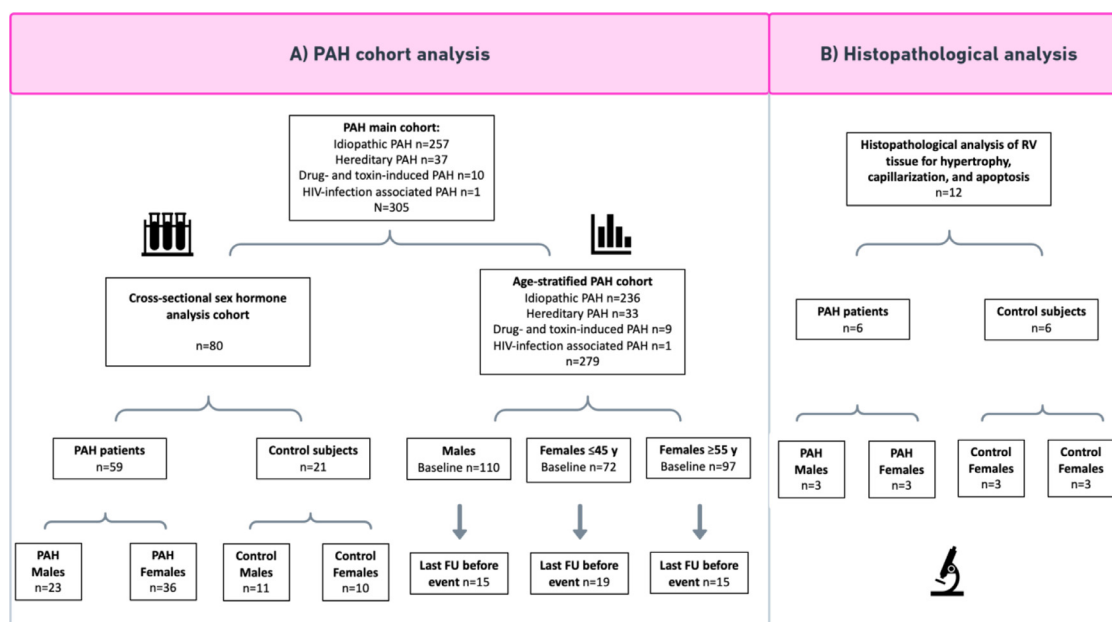 A) PAH cohort analysis
PAH main cohort:
Idiopathic PAH n=257
Hereditary PAH n=37
Drug- and toxin-induced PAH n=10
HIV-infection associated PAH n=1
N=305
Cross-sectional sex hormone
analysis cohort
n=80
Age-stratified PAH cohort
Idiopathic PAH n=236
Hereditary PAH n=33
Drug- and toxin-induced PAH n=9
HIV-infection associated PAH n=1
n=279
PAH patients
n=59
Control subjects
n=21
Males
Baseline n=110
Females ≤45 y
Baseline n=72
Females ≥55 y
Baseline n=97
PAH
Males
n=23
PAH
Females
n=36
Control
Males
n=11
Control
Females
n=10
Last FU before
event n=15
Last FU before
event n=19
Last FU before
event n=15
B) Histopathological analysis
Histopathological analysis of RV
tissue for hypertrophy,
capillarization, and apoptosis
n=12
PAH patients
n=6
Control subjects
n=6
PAH
Males
n=3
PAH
Females
n=3
Control
Females
n=3
Control
Females
n=3